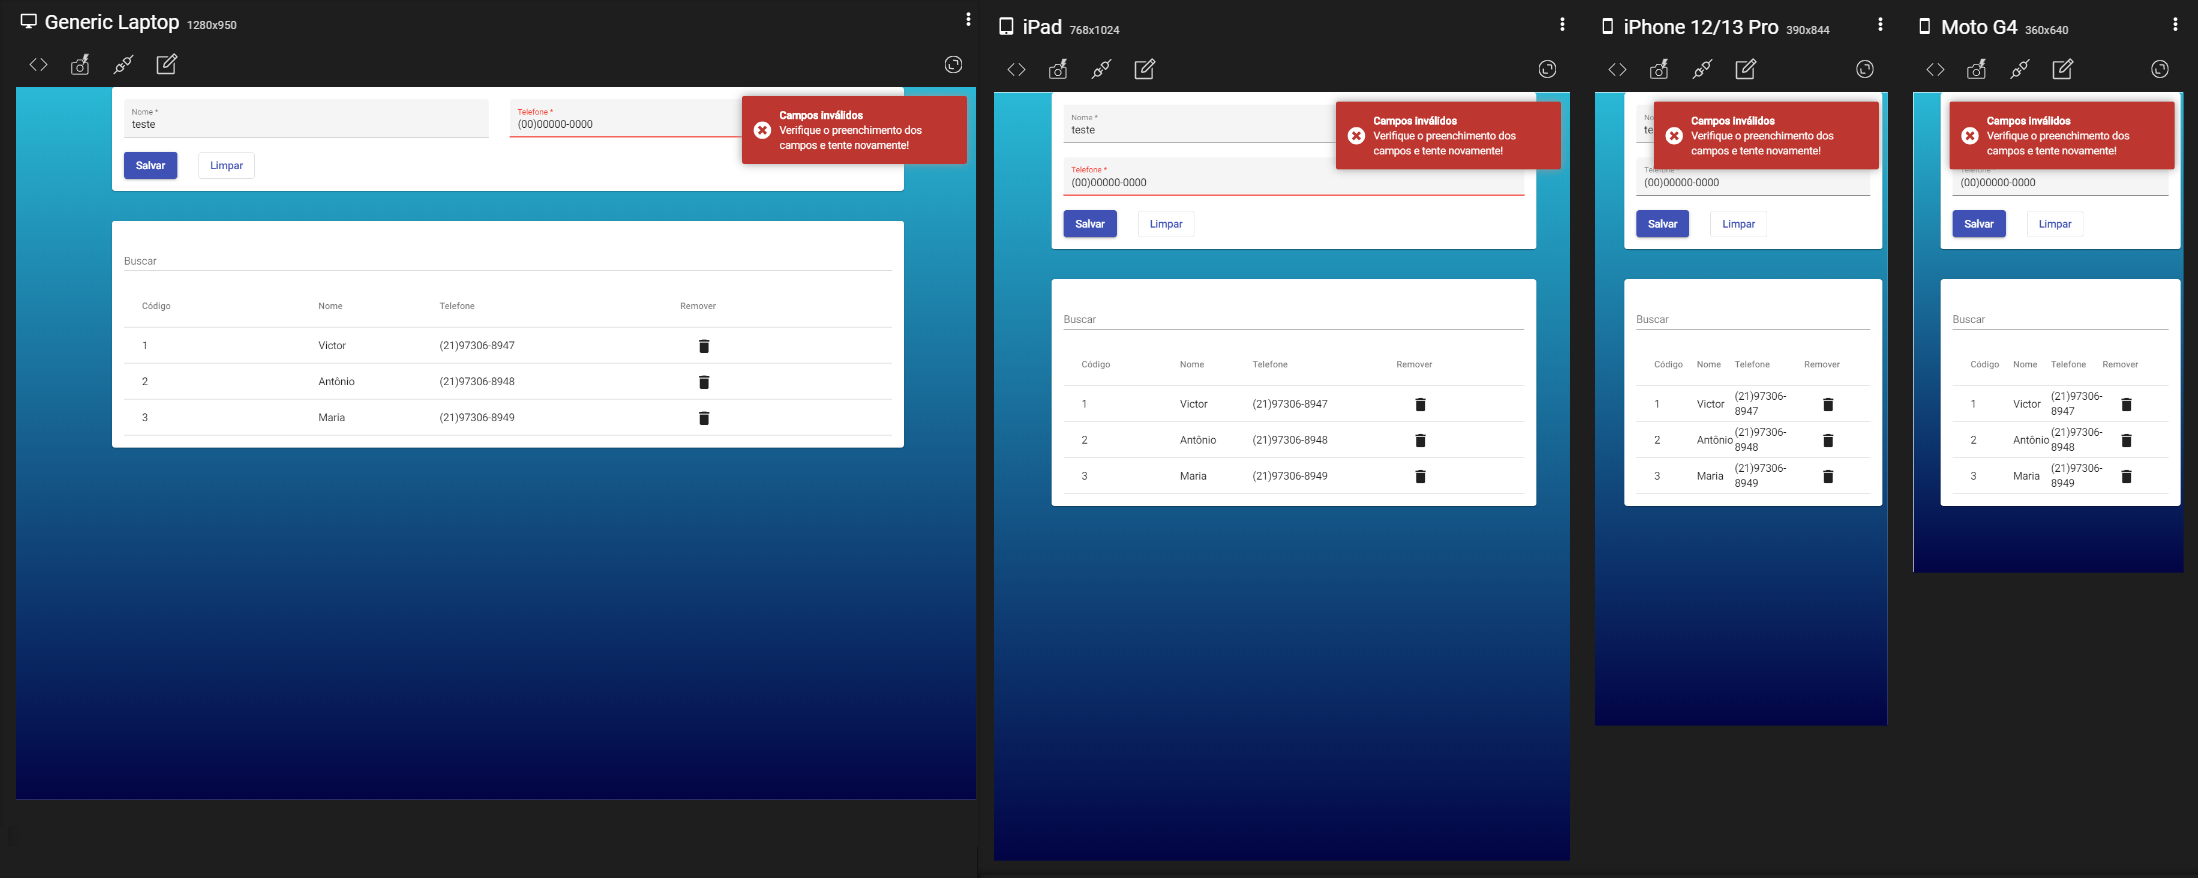 Generic Laptop 1280x950
Nome *
teste
Telefone *
(00)00000-0000
Campos inválidos
Verifique o preenchimento dos
campos e tente novamente!
Salvar Limpar
Buscar
Código Nome Telefone Remover
1 Victor (21)97306-8947
2 Antônio (21)97306-8948
3 Maria (21)97306-8949
iPad 768x1024
Nome *
teste
Campos inválidos
Verifique o preenchimento dos
campos e tente novamente!
Telefone *
(00)00000-0000
Salvar Limpar
Buscar
Código Nome Telefone Remover
1 Victor (21)97306-8947
2 Antônio (21)97306-8948
3 Maria (21)97306-8949
iPhone 12/13 Pro 390x844
No
te
Campos inválidos
Verifique o preenchimento dos
campos e tente novamente!
Telefone
(00)00000-0000
Salvar Limpar
Buscar
Código Nome Telefone Remover
1 Victor (21)97306-
8947
2 Antônio (21)97306-
8948
3 Maria (21)97306-
8949
Moto G4 360x640
Campos inválidos
Verifique o preenchimento dos
campos e tente novamente!
Telefone
(00)00000-0000
Salvar Limpar
Buscar
Código Nome Telefone Remover
1 Victor (21)97306-
8947
2 Antônio (21)97306-
8948
3 Maria (21)97306-
8949